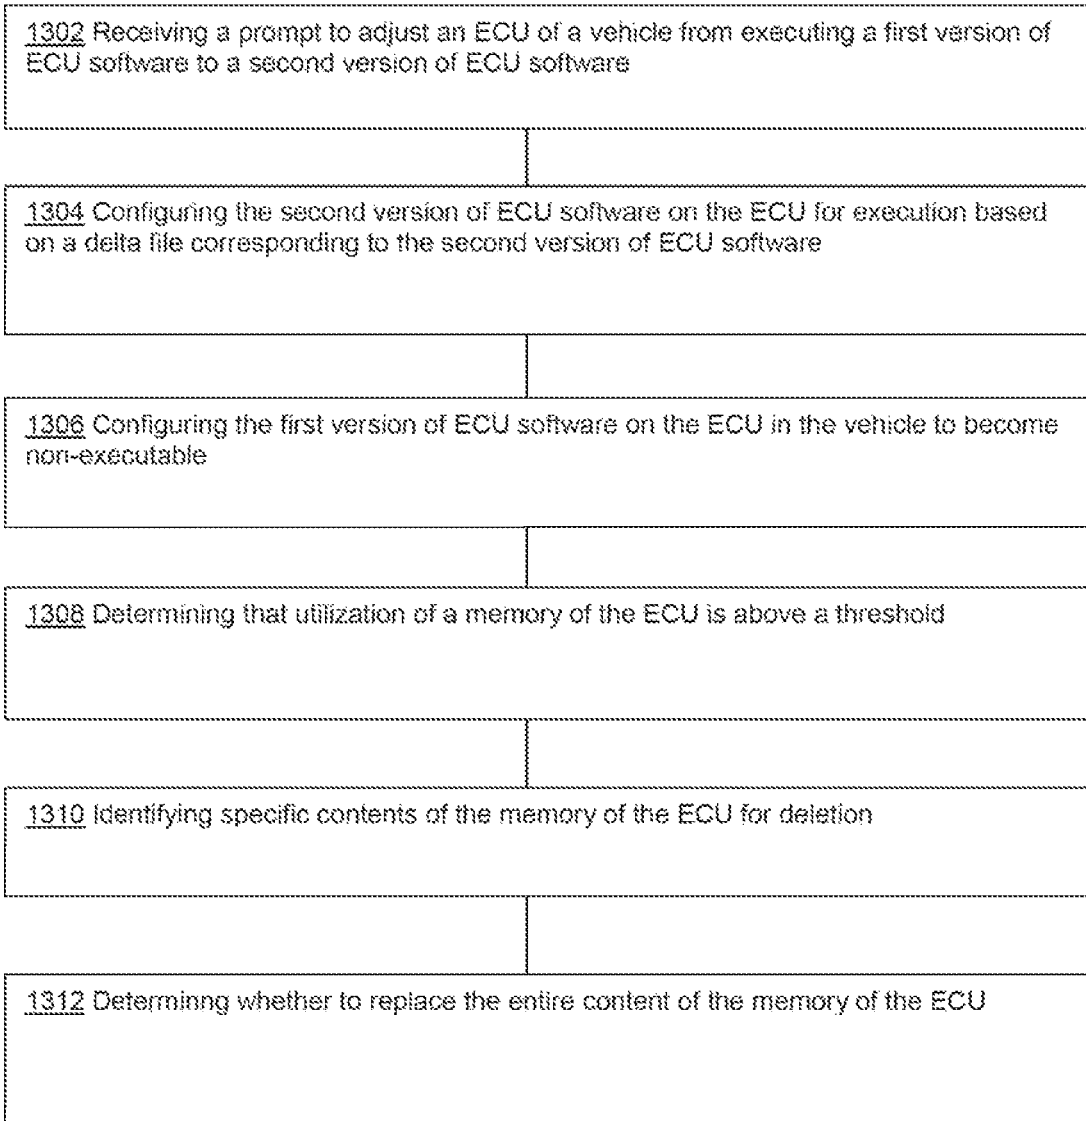 1302 Receiving a prompt to adjust an ECU of a vehicle from executing a first version of
ECU software to a second version of ECU software
1304 Configuring the second version of ECU software on the ECU for execution based
on a delta file corresponding to the second version of ECU software
1306 Configuring the first version of ECU software on the ECU in the vehicle to become
non-executable
1308 Determining that utilization of a memory of the ECU is above a threshold
1310 Identifying specific contents of the memory of the ECU for deletion
1312 Determinng whether to replace the entire content of the memory of the ECU